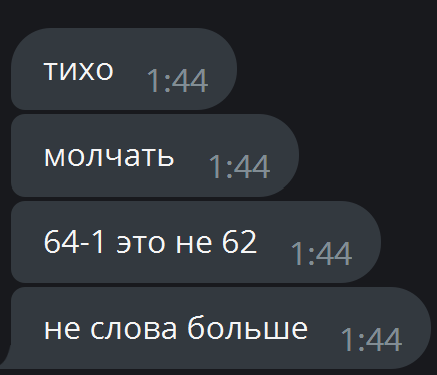 тихо 1:44
молчать 1:44
64-1 это не 62 1:44
не слова больше 1:44